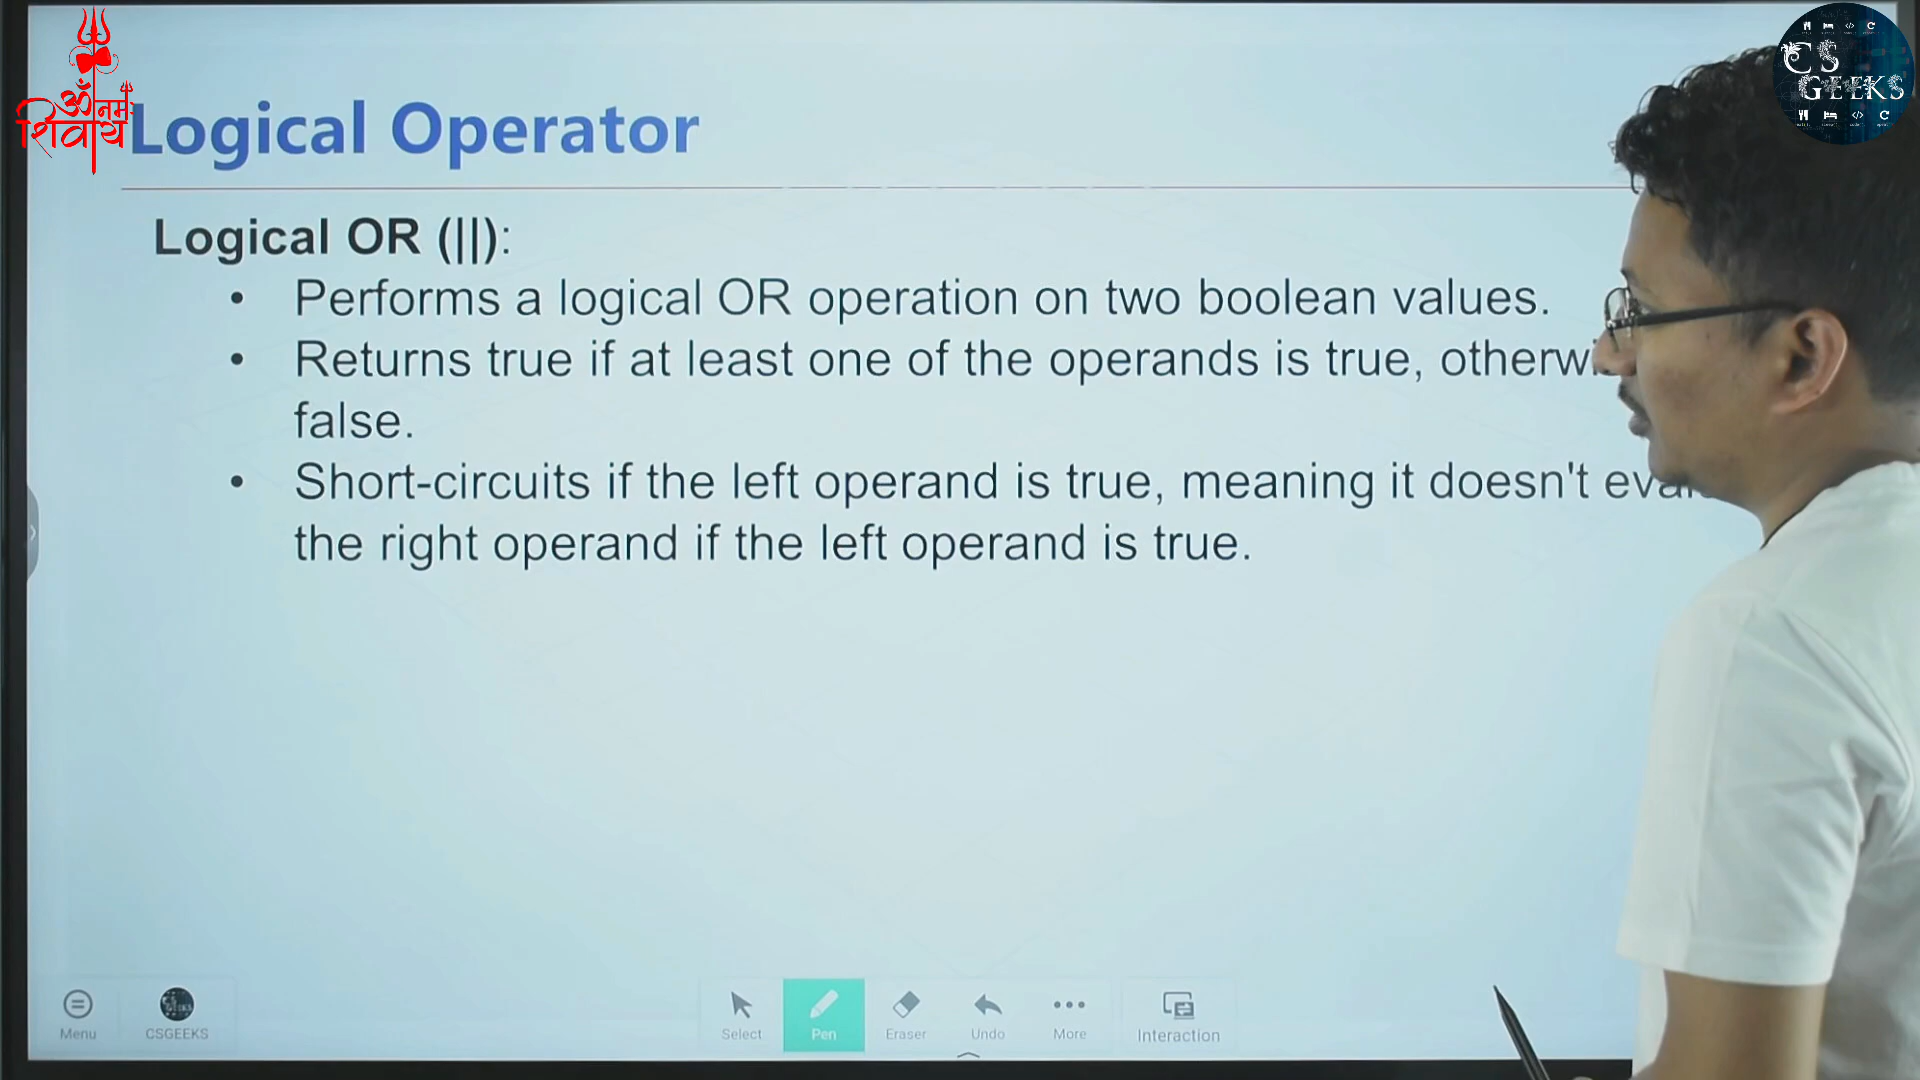 ॐ नमः
शिवाय
CS
GEEKS
Logical Operator
Logical OR (||):
• Performs a logical OR operation on two boolean values.
• Returns true if at least one of the operands is true,
false.
• Short-circuits if the left operand is true, meaning it doesn't
the right operand if the left operand is true.
Menu CSGEEKS Select Pen Eraser Undo More Interaction